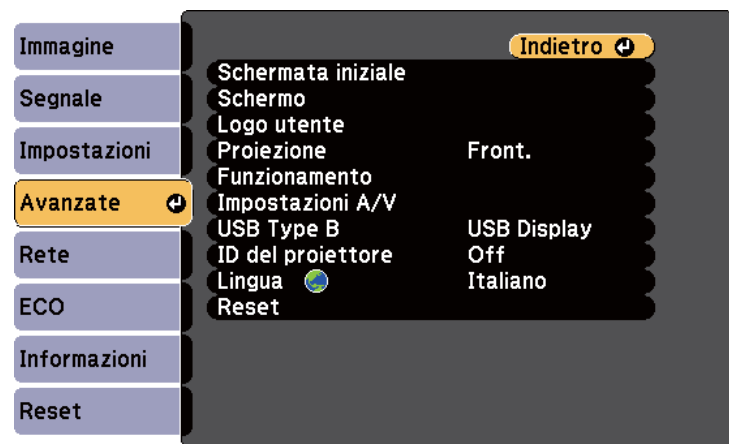 Immagine
Segnale
Impostazioni
Avanzate
Rete
ECO
Informazioni
Reset
Indietro
Schermata iniziale
Schermo
Logo utente
Proiezione Front.
Funzionamento
Impostazioni A/V
USB Type B USB Display
ID del proiettore Off
Lingua Italiano
Reset